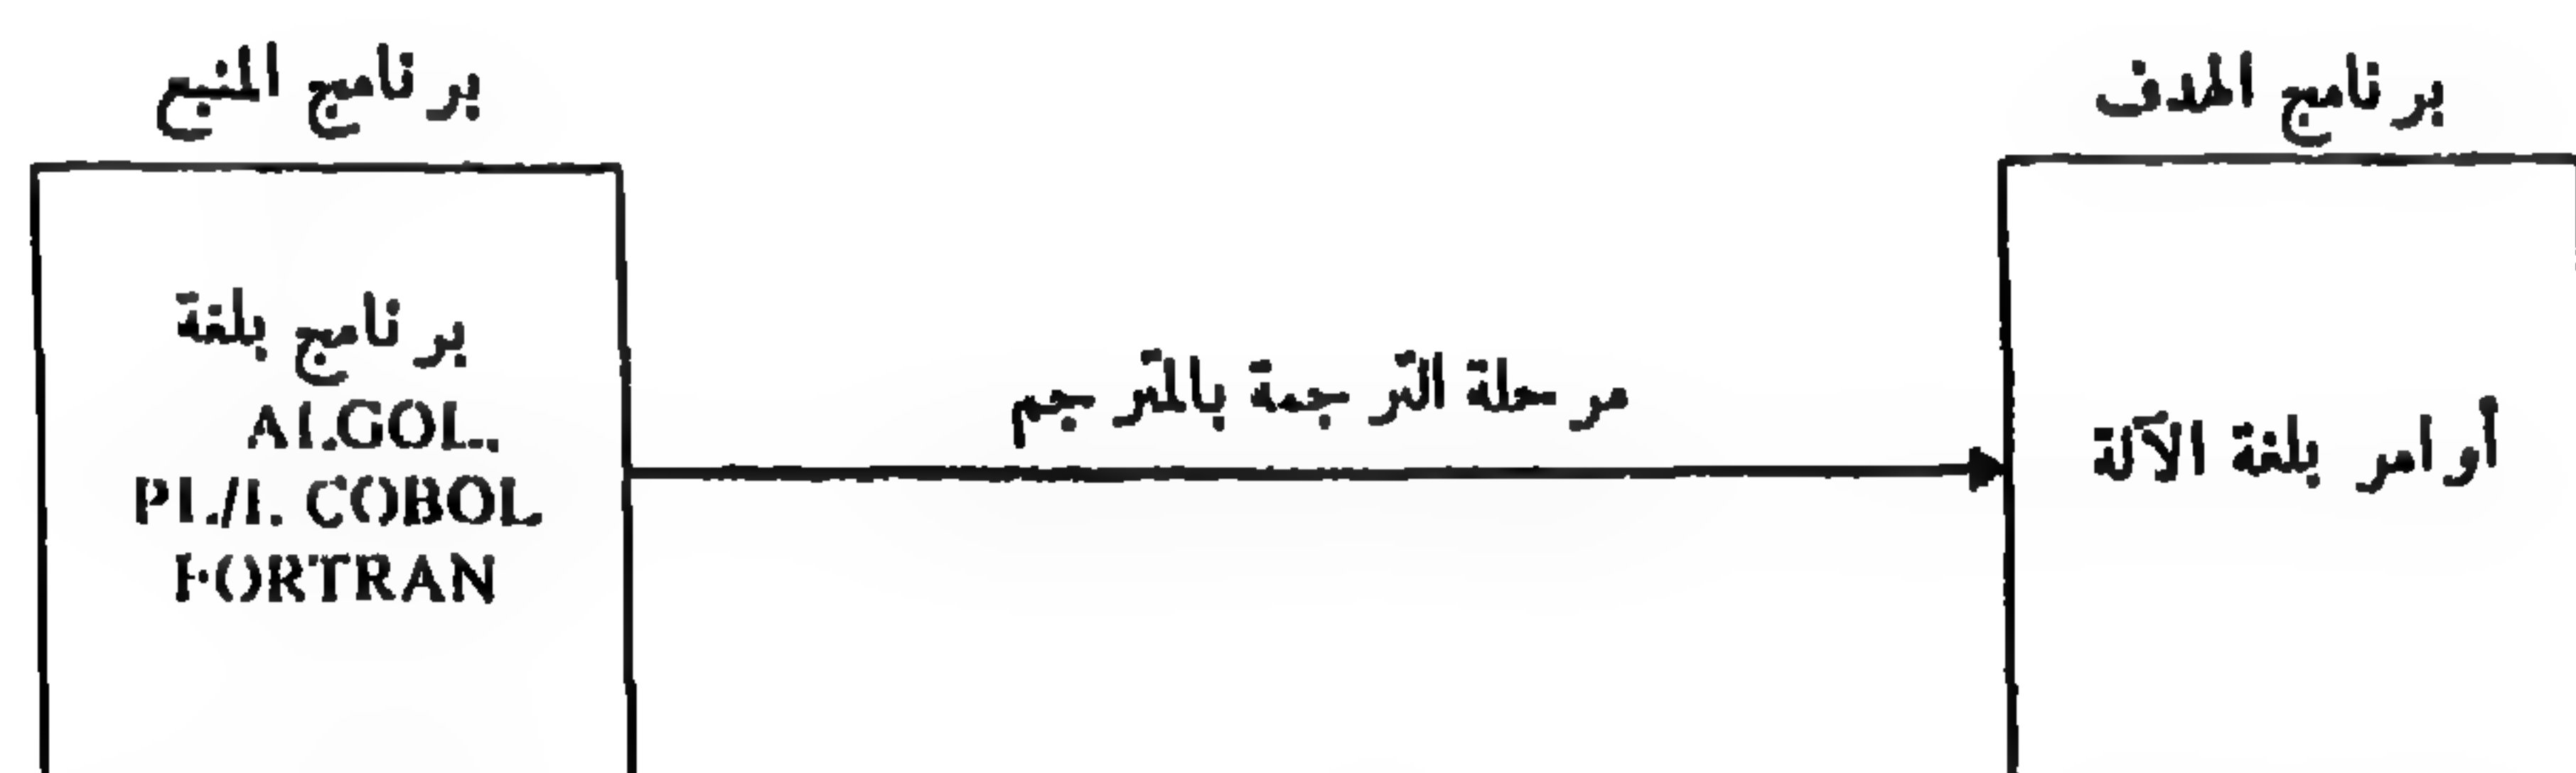 برنامج المنبع
برنامج الهدف
برنامج بلغة
ALGOL,
PL/I, COBOL
FORTRAN
مرحلة الترجمة بالمترجم
أوامر بلغة الآلة